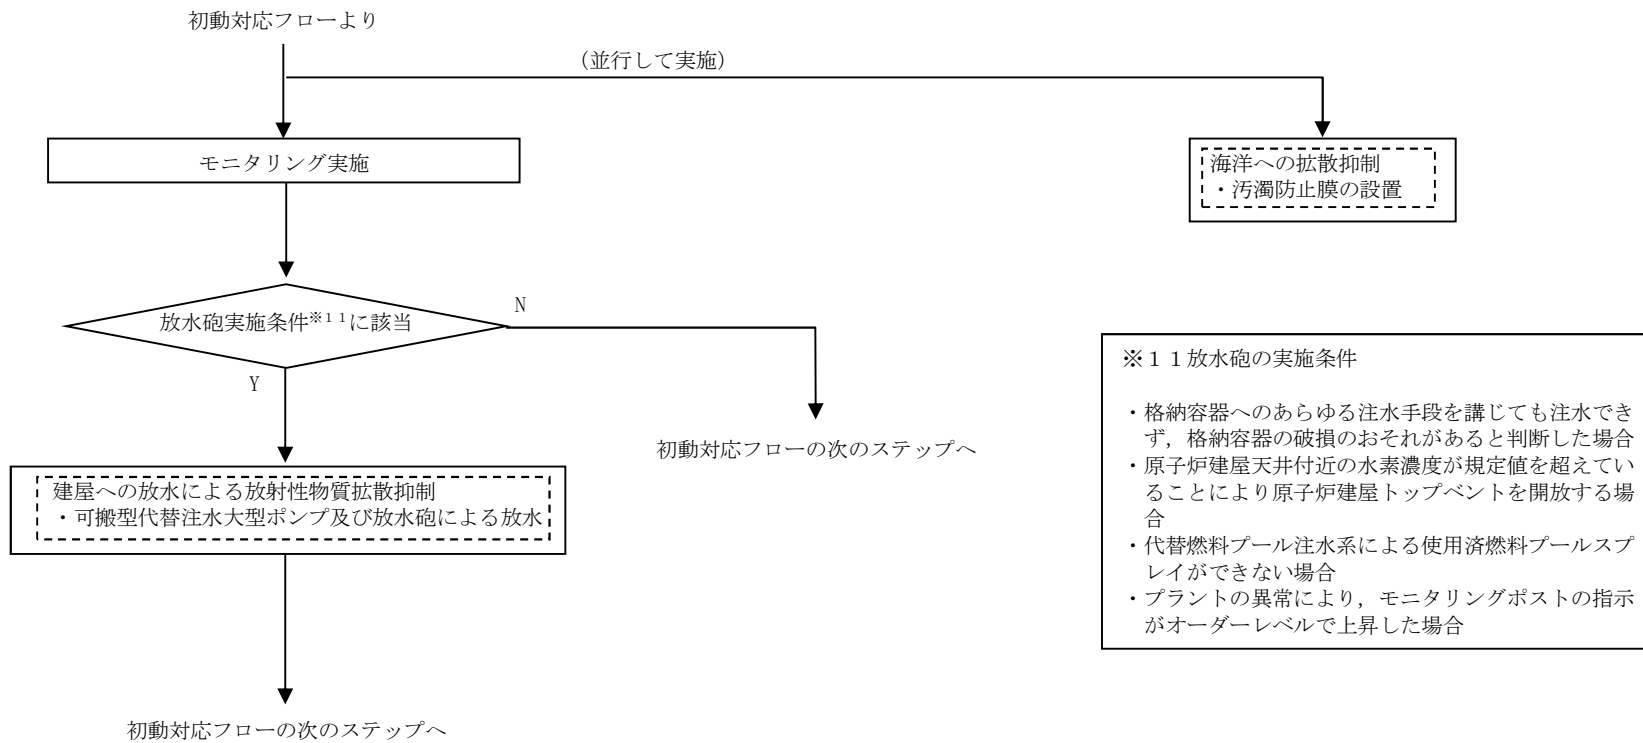 初動対応フローより
（並行して実施）
モニタリング実施
海洋への拡散抑制
・汚濁防止膜の設置
放水砲実施条件※１１に該当
N
Y
初動対応フローの次のステップへ
建屋への放水による放射性物質拡散抑制
・可搬型代替注水大型ポンプ及び放水砲による放水
初動対応フローの次のステップへ
※１１放水砲の実施条件
・格納容器へのあらゆる注水手段を講じても注水でき
ず，格納容器の破損のおそれがあると判断した場合
・原子炉建屋天井付近の水素濃度が規定値を超えてい
ることにより原子炉建屋トップベントを開放する場
合
・代替燃料プール注水系による使用済燃料プールスプ
レイができない場合
・プラントの異常により，モニタリングポストの指示
がオーダーレベルで上昇した場合